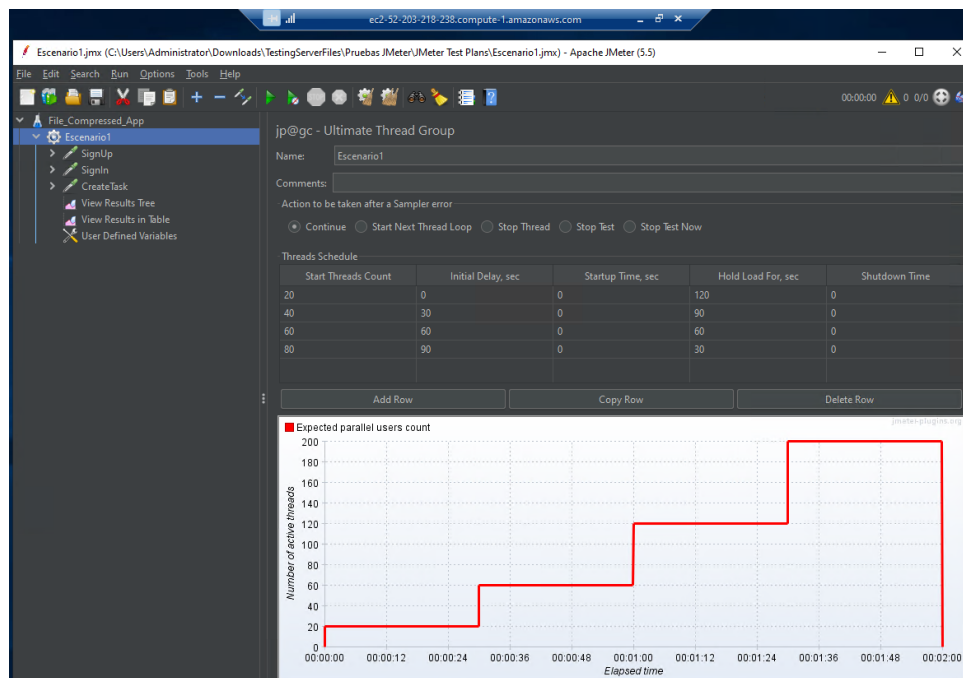 ec2-52-203-218-238.compute-1.amazonaws.com
Escenario1.jmx (C:\Users\Administrator\Downloads\TestingServerFiles\Pruebas JMeter\JMeter Test Plans\Escenario1.jmx) - Apache JMeter (5.5)
File Edit Search Run Options Tools Help
00:00:00 0 0/0
File_Compressed_App
Escenario1
SignUp
SignIn
CreateTask
View Results Tree
View Results in Table
User Defined Variables
jp@gc - Ultimate Thread Group
Name: Escenario1
Comments:
Action to be taken after a Sampler error
Continue Start Next Thread Loop Stop Thread Stop Test Stop Test Now
Threads Schedule
Start Threads Count Initial Delay, sec Startup Time, sec Hold Load For, sec Shutdown Time
20 0 0 120 0
40 30 0 90 0
60 60 0 60 0
80 90 0 30 0
Add Row Copy Row Delete Row
jmeter-plugins.org
Expected parallel users count
Number of active threads
200
180
160
140
120
100
80
60
40
20
0
00:00:00 00:00:12 00:00:24 00:00:36 00:00:48 00:01:00 00:01:12 00:01:24 00:01:36 00:01:48 00:02:00
Elapsed time